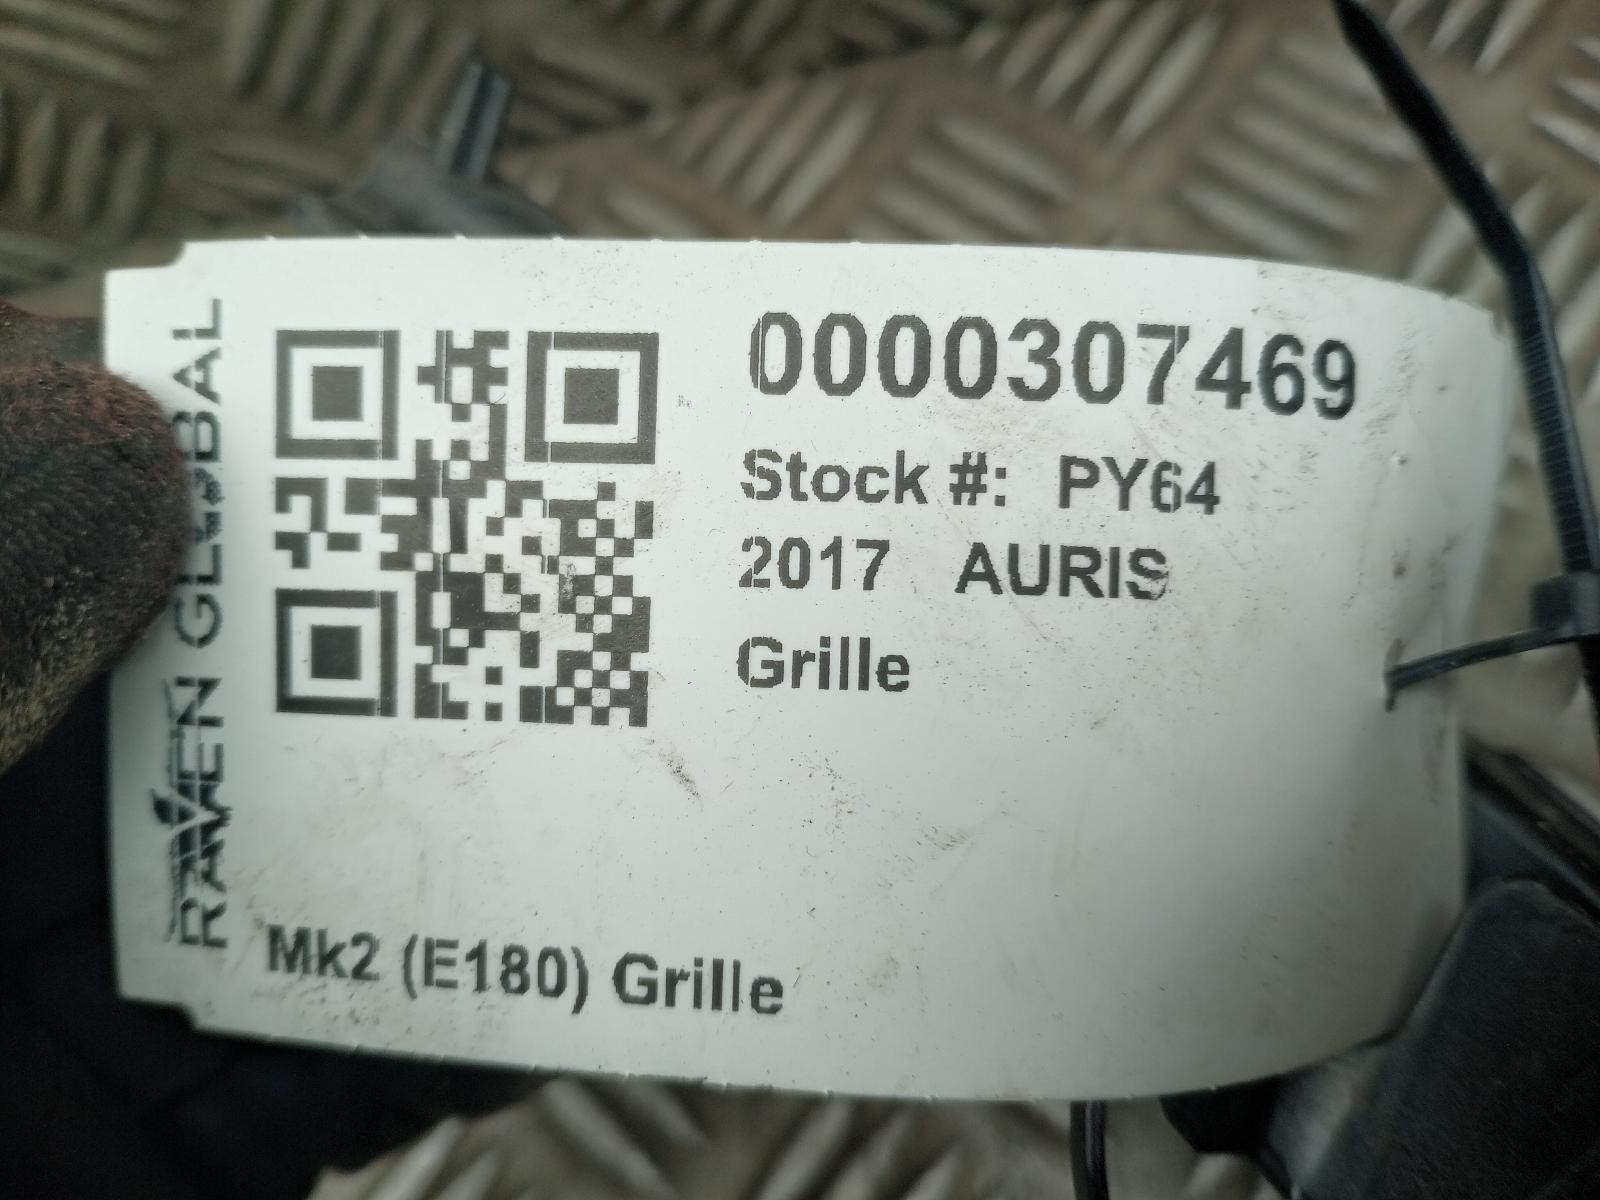 0000307469
Stock #: PY64
2017 AURIS
Grille
Mk2 (E180) Grille
RAVEN GLOBAL